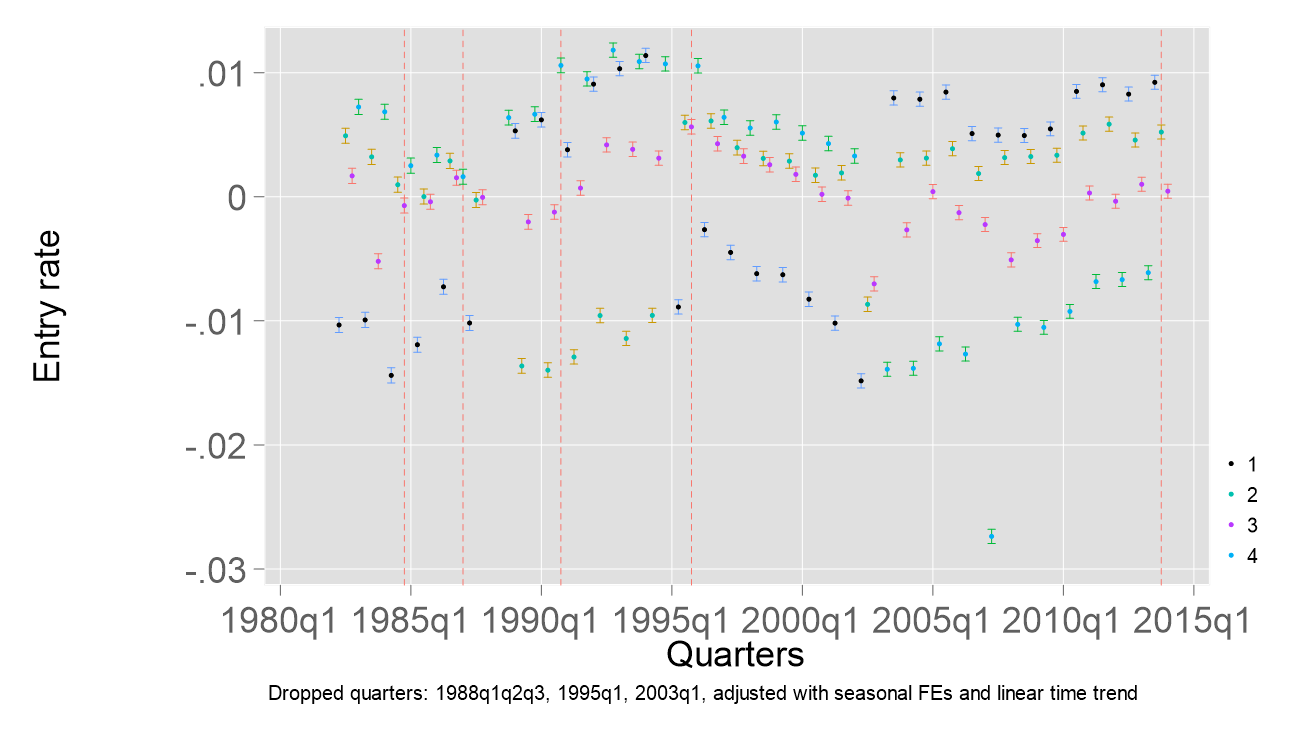 Entry rate
.01
0
-.01
-.02
-.03
1980q1 1985q1 1990q1 1995q1 2000q1 2005q1 2010q1 2015q1
Quarters
1
2
3
4
Dropped quarters: 1988q1q2q3, 1995q1, 2003q1, adjusted with seasonal FEs and linear time trend